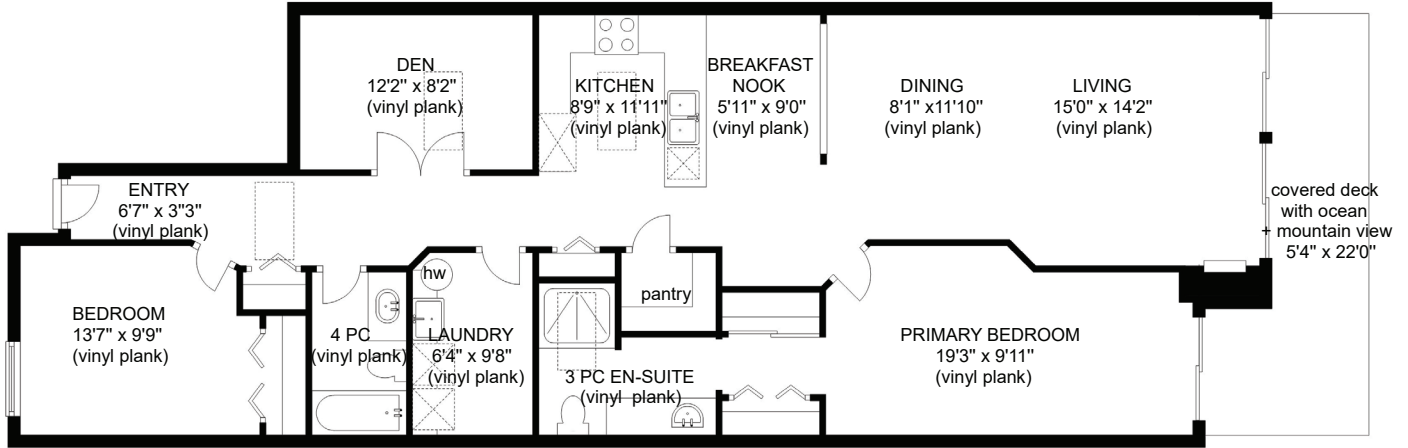 DEN
12'2" x 8'2"
(vinyl plank)
KITCHEN
8'9" x 11'11"
(vinyl plank)
BREAKFAST
NOOK
5'11" x 9'0"
(vinyl plank)
DINING
8'1" x11'10"
(vinyl plank)
LIVING
15'0" x 14'2"
(vinyl plank)
ENTRY
6'7" x 3"3"
(vinyl plank)
covered deck
with ocean
+ mountain view
5'4" x 22'0"
hw
pantry
BEDROOM
13'7" x 9'9"
(vinyl plank)
4 PC
(vinyl plank)
LAUNDRY
6'4" x 9'8"
(vinyl plank)
3 PC EN-SUITE
(vinyl plank)
PRIMARY BEDROOM
19'3" x 9'11"
(vinyl plank)